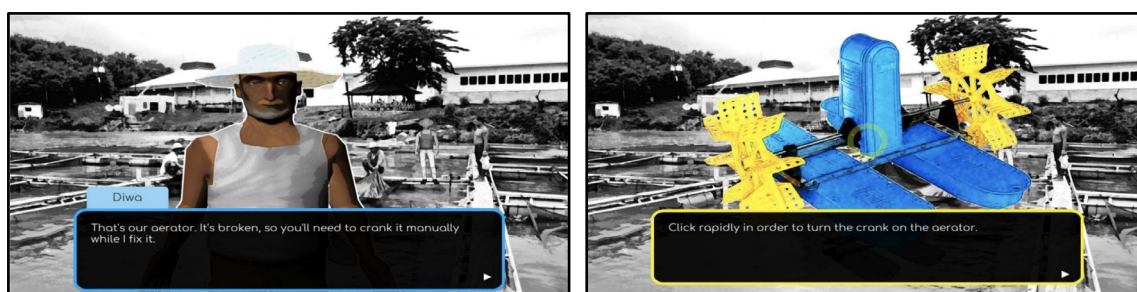 Diwa
That's our aerator. It's broken, so you'll need to crank it manually
while I fix it.
Click rapidly in order to turn the crank on the aerator.